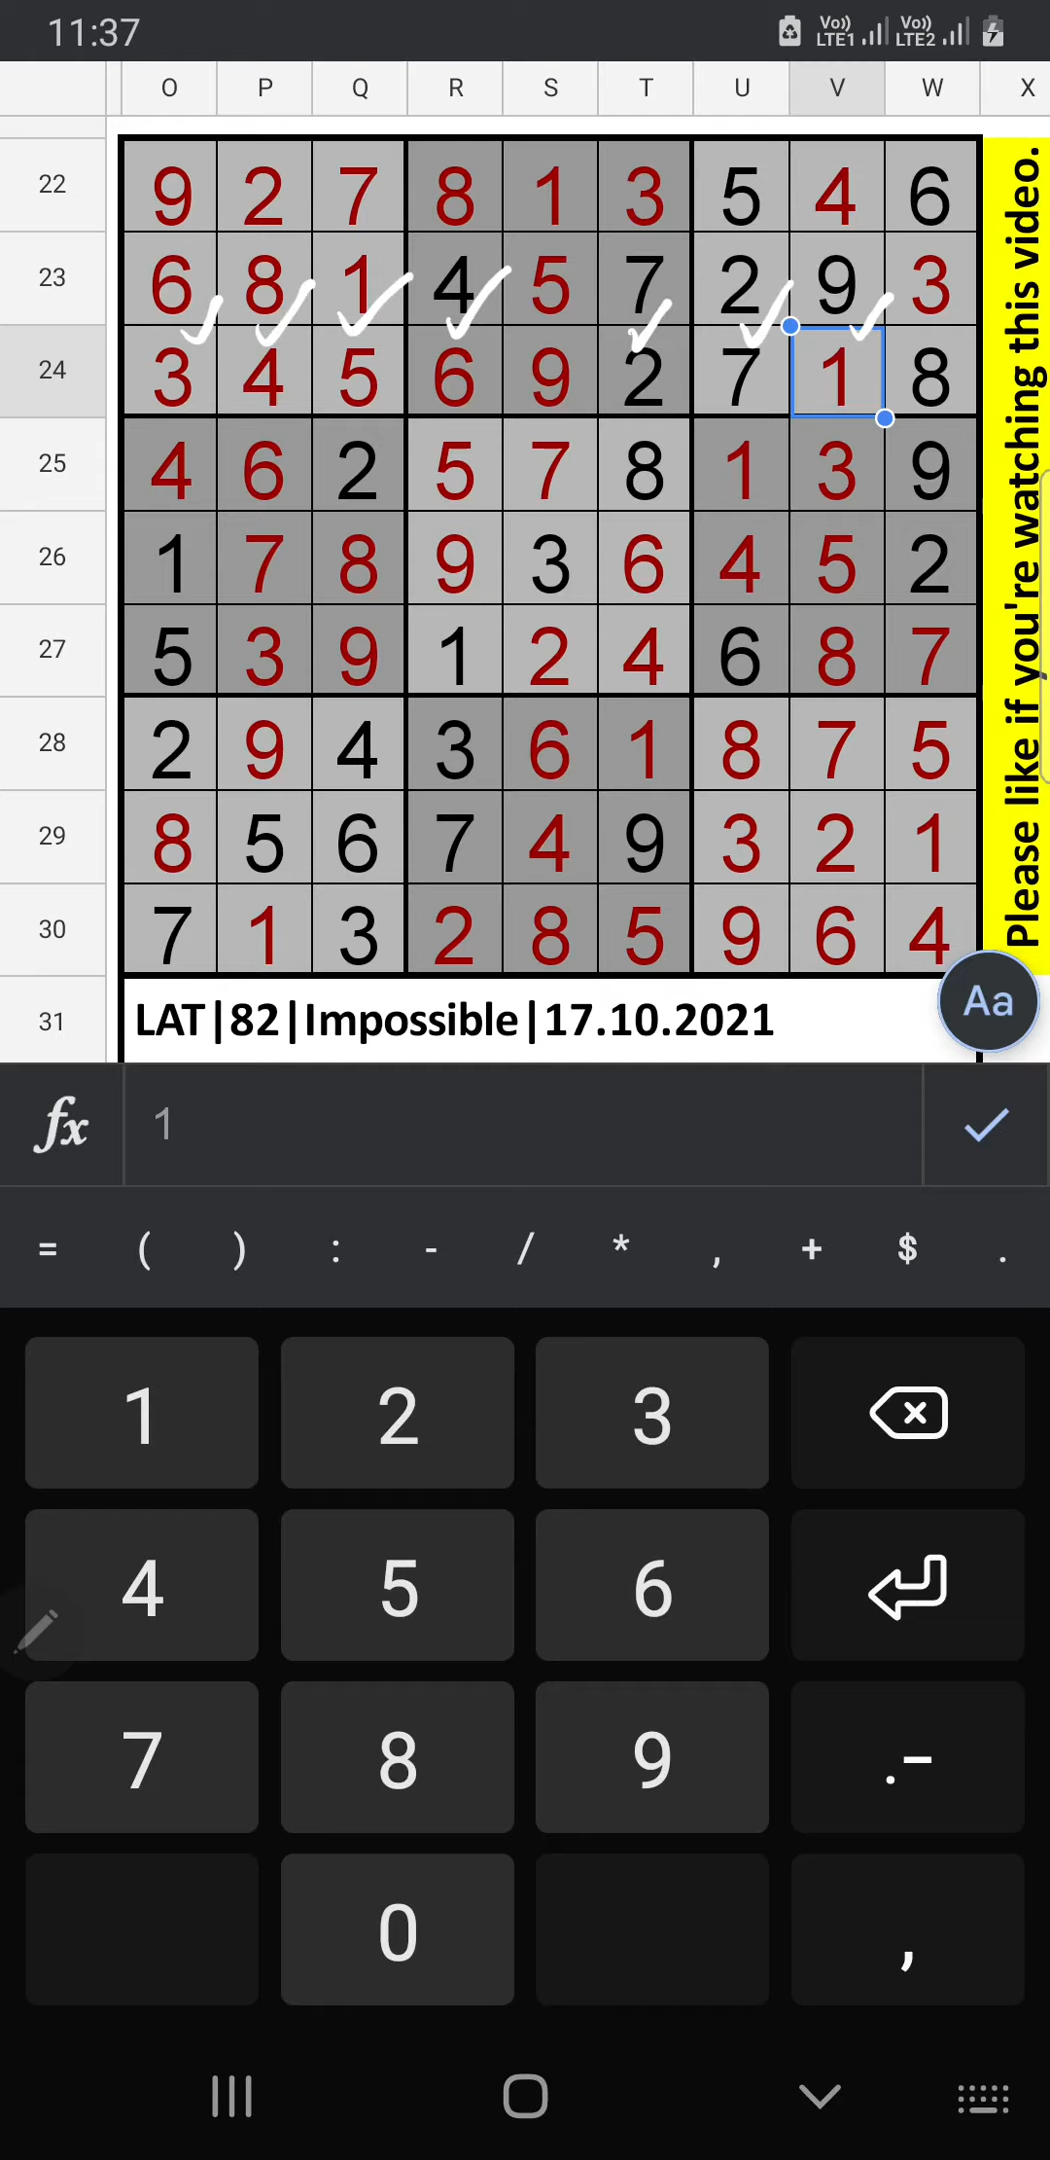 11:37
Vo)) LTE1 Vo)) LTE2
O P Q R S T U V W X
22 9 2 7 8 1 3 5 4 6
23 6 8 1 4 5 7 2 9 3
24 3 4 5 6 9 2 7 1 8
25 4 6 2 5 7 8 1 3 9
26 1 7 8 9 3 6 4 5 2
27 5 3 9 1 2 4 6 8 7
28 2 9 4 3 6 1 8 7 5
29 8 5 6 7 4 9 3 2 1
30 7 1 3 2 8 5 9 6 4
Please like if you're watching this video.
31 LAT|82|Impossible|17.10.2021
Aa
fx 1
= ( ) : - / * , + $ .
1 2 3
4 5 6
7 8 9 .-
0 ,